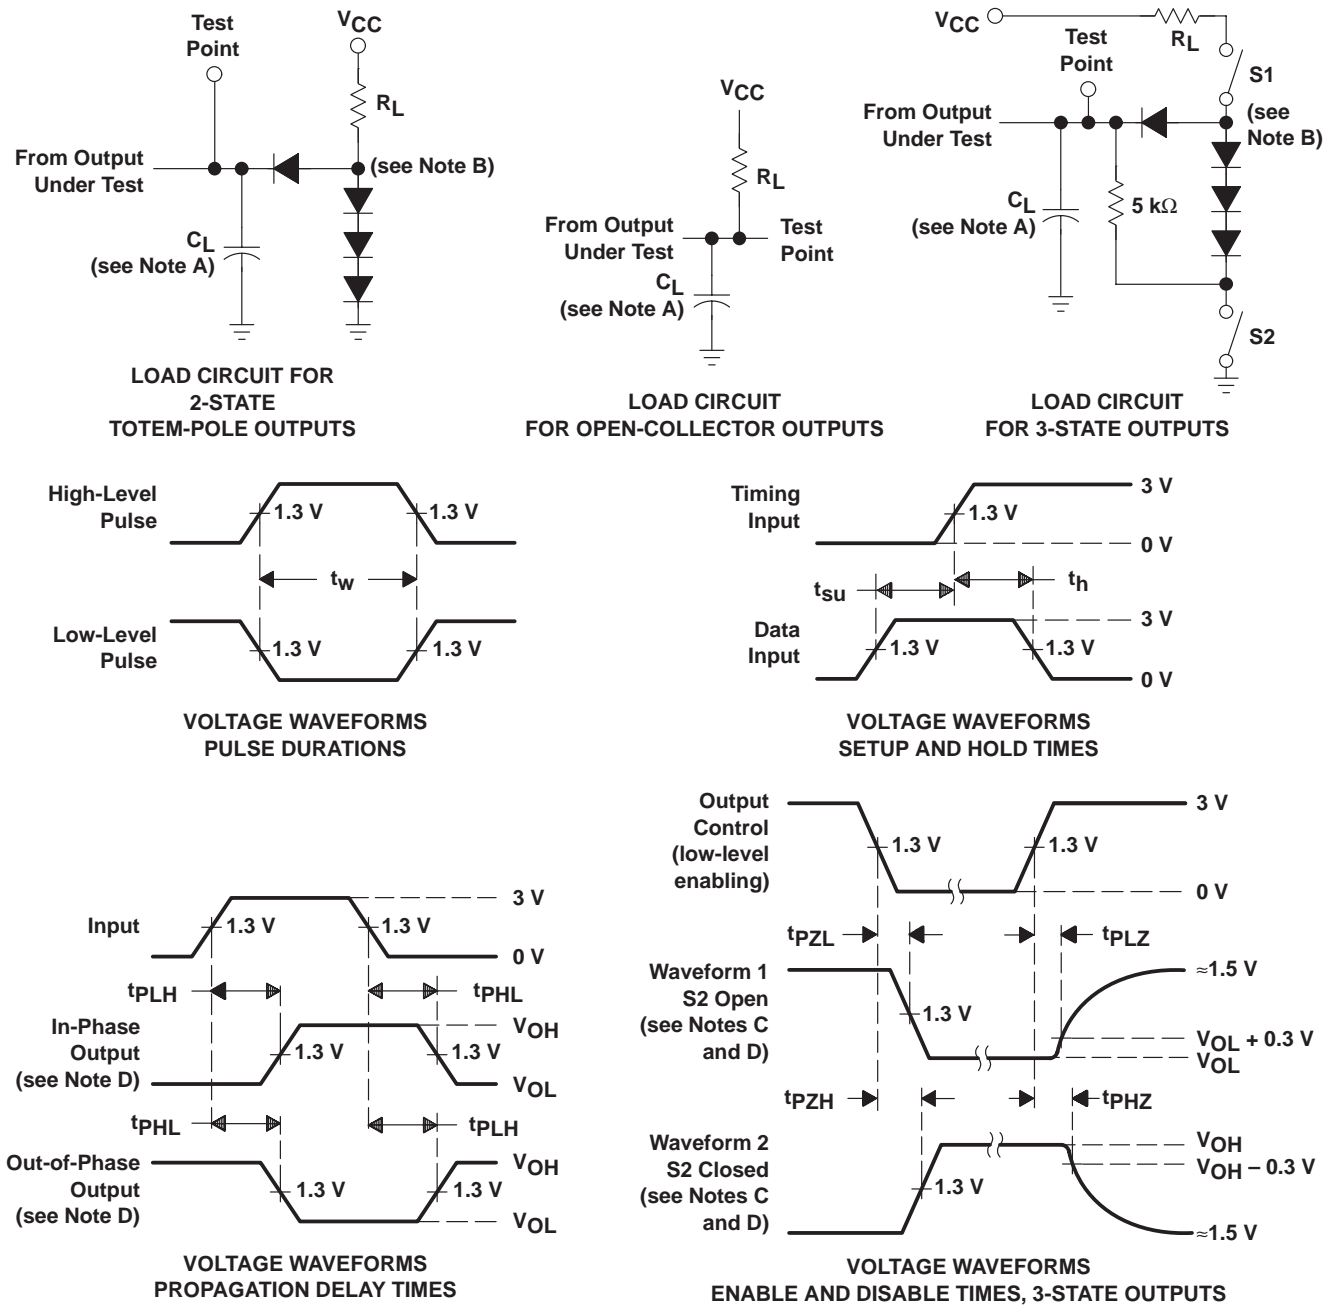 Test
Point
VCC
RL
From Output
Under Test
(see Note B)
CL
(see Note A)
LOAD CIRCUIT FOR
2-STATE
TOTEM-POLE OUTPUTS
VCC
RL
From Output
Under Test
Test
Point
CL
(see Note A)
LOAD CIRCUIT
FOR OPEN-COLLECTOR OUTPUTS
VCC
RL
Test
Point
S1
From Output
Under Test
(see
Note B)
CL
(see Note A)
5 kΩ
S2
LOAD CIRCUIT
FOR 3-STATE OUTPUTS
High-Level
Pulse
1.3 V
1.3 V
tw
Low-Level
Pulse
1.3 V
1.3 V
VOLTAGE WAVEFORMS
PULSE DURATIONS
Timing
Input
1.3 V
3 V
0 V
tsu
th
Data
Input
1.3 V
1.3 V
3 V
0 V
VOLTAGE WAVEFORMS
SETUP AND HOLD TIMES
Input
1.3 V
1.3 V
3 V
0 V
tPLH
tPHL
In-Phase
Output
(see Note D)
1.3 V
1.3 V
VOH
VOL
tPHL
tPLH
Out-of-Phase
Output
(see Note D)
1.3 V
1.3 V
VOH
VOL
VOLTAGE WAVEFORMS
PROPAGATION DELAY TIMES
Output
Control
(low-level
enabling)
1.3 V
1.3 V
3 V
0 V
tPZL
tPLZ
Waveform 1
S2 Open
(see Notes C
and D)
1.3 V
≈1.5 V
VOL + 0.3 V
VOL
tPZH
tPHZ
Waveform 2
S2 Closed
(see Notes C
and D)
1.3 V
VOH
VOH – 0.3 V
≈1.5 V
VOLTAGE WAVEFORMS
ENABLE AND DISABLE TIMES, 3-STATE OUTPUTS